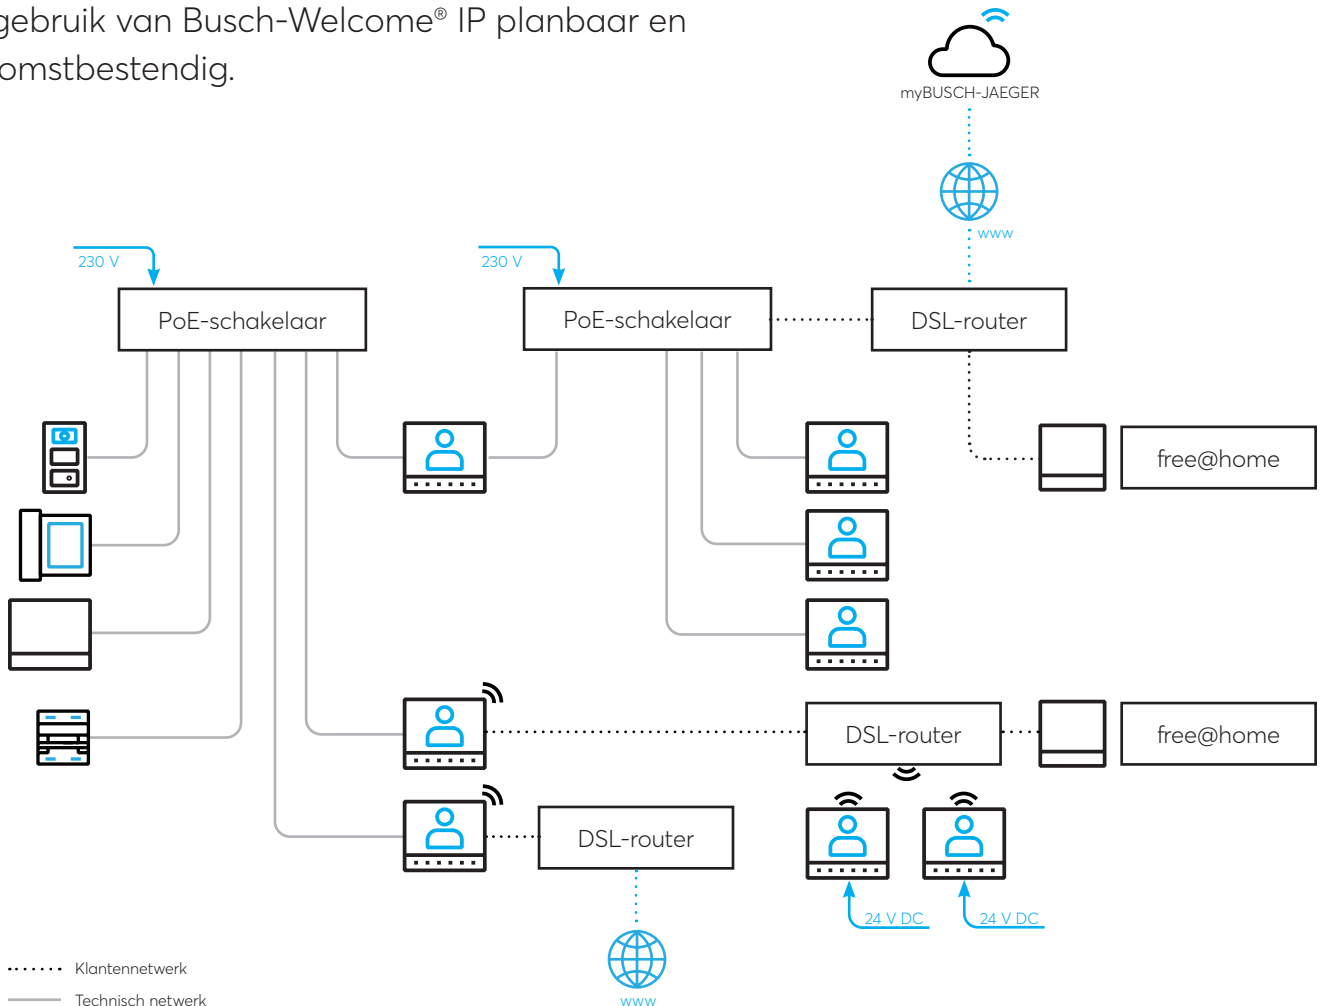 gebruik van Busch-Welcome® IP planbaar en
omstbestendig.
myBUSCH-JAEGER
www
230 V
230 V
PoE-schakelaar
PoE-schakelaar
DSL-router
free@home
DSL-router
free@home
DSL-router
24 V DC
24 V DC
Klantennetwerk
Technisch netwerk
www